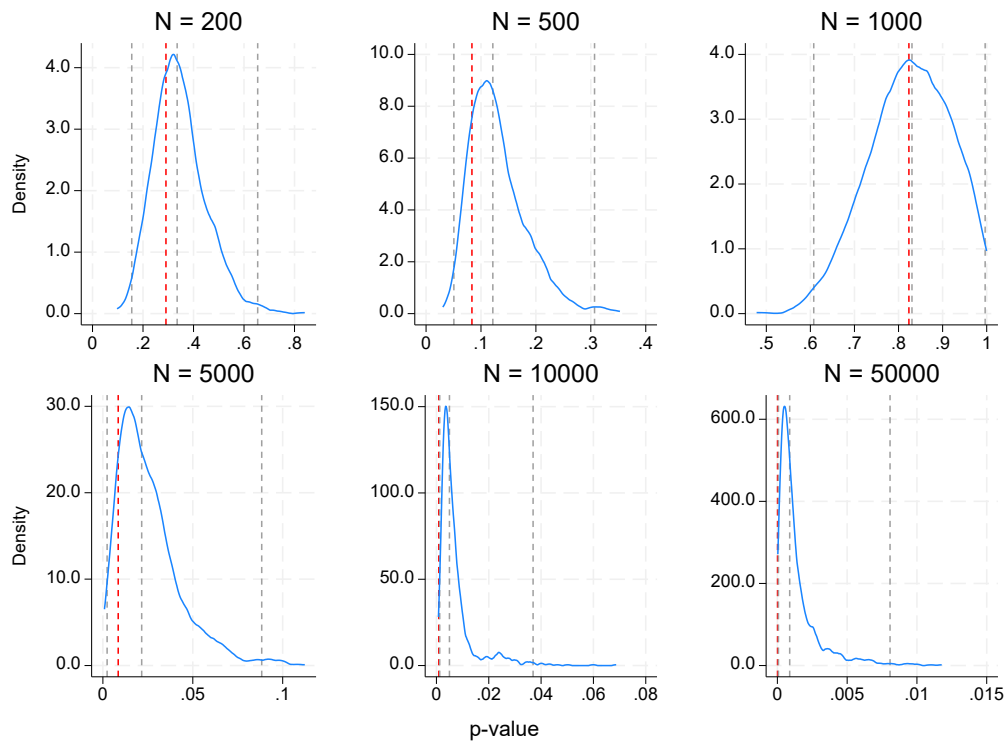 N = 200
N = 500
N = 1000
Density
4.0
3.0
2.0
1.0
0.0
0 .2 .4 .6 .8
10.0
8.0
6.0
4.0
2.0
0.0
0 .1 .2 .3 .4
4.0
3.0
2.0
1.0
0.0
.5 .6 .7 .8 .9 1
N = 5000
N = 10000
N = 50000
Density
30.0
20.0
10.0
0.0
0 .05 .1
150.0
100.0
50.0
0.0
0 .02 .04 .06 .08
600.0
400.0
200.0
0.0
0 .005 .01 .015
p-value